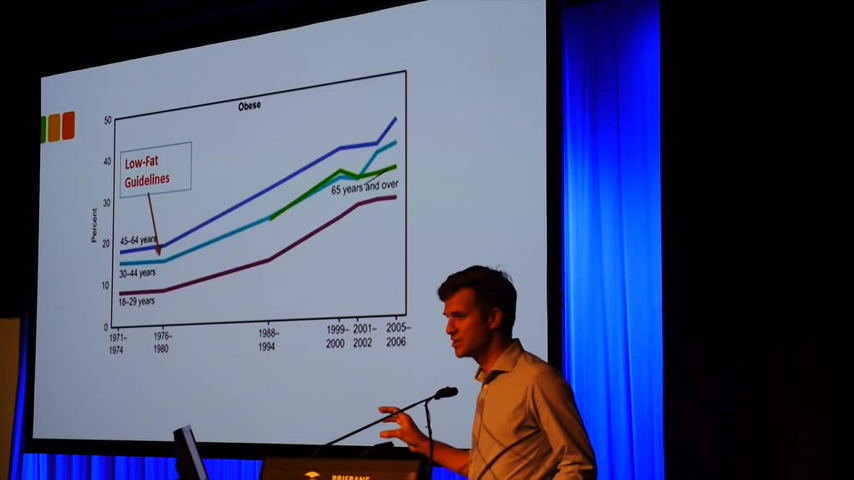 Obese
50
40
30
20
10
0
Percent
Low-Fat
Guidelines
65 years and over
45–64 years
30–44 years
18–29 years
1971–
1974
1976–
1980
1988–
1994
1999–
2000
2001–
2002
2005–
2006
BRISBANE